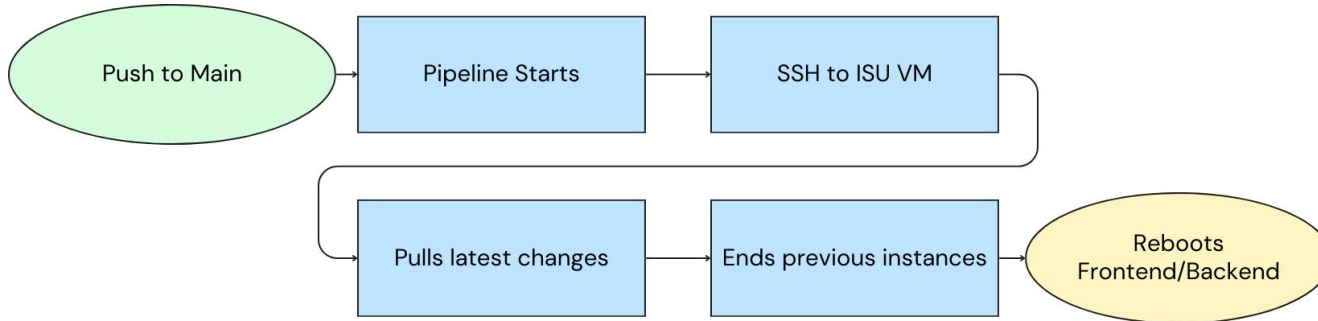 Push to Main
Pipeline Starts
SSH to ISU VM
Pulls latest changes
Ends previous instances
Reboots
Frontend/Backend